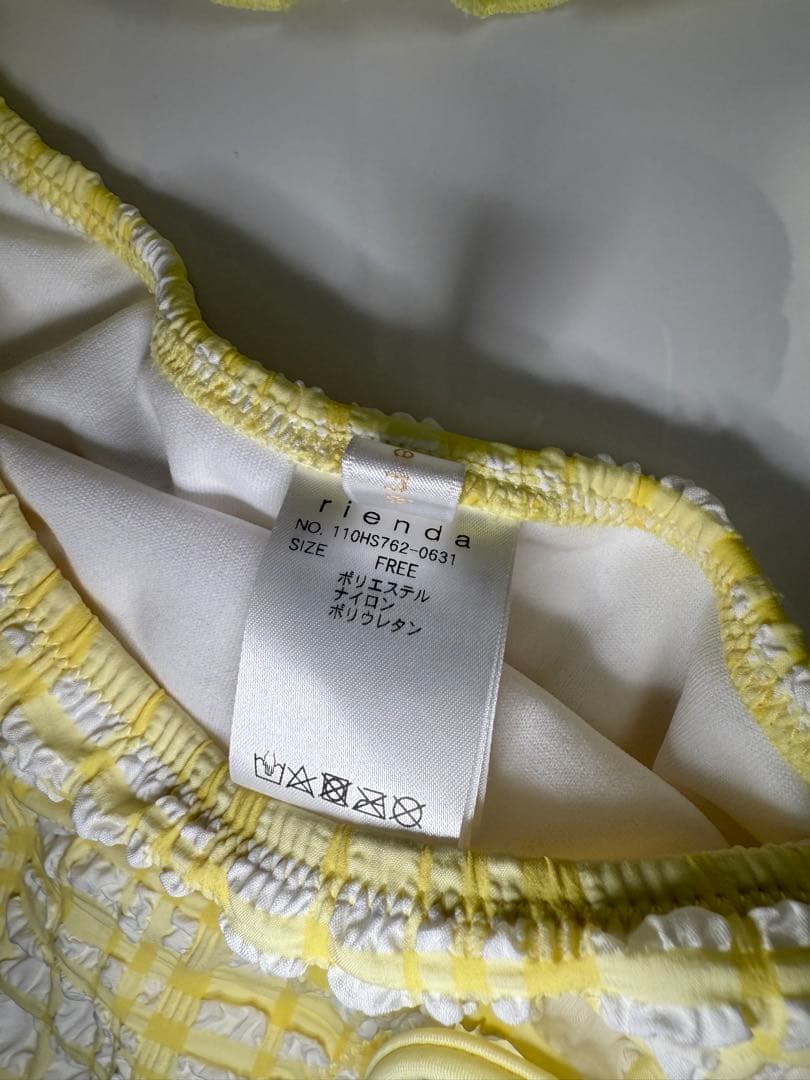 rienda
NO. 110HS762-0631
SIZE FREE
ポリエステル
ナイロン
ポリウレタン